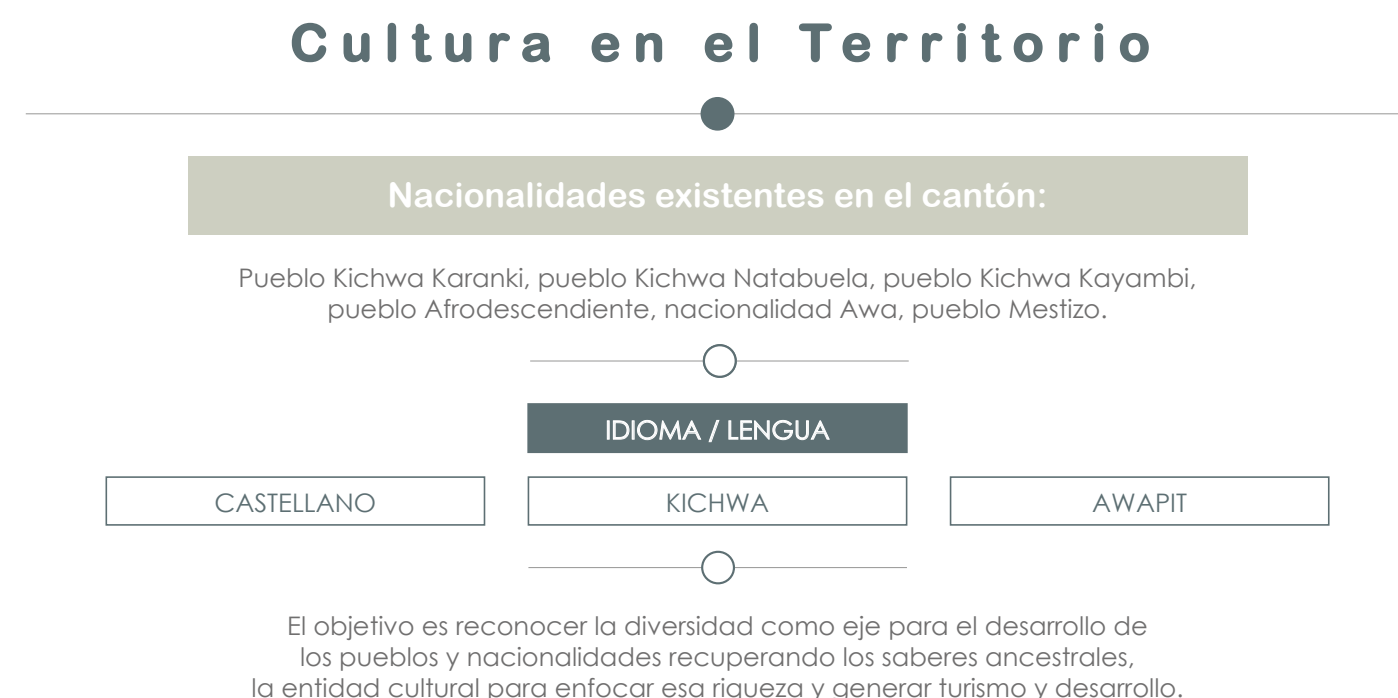 Cultura en el Territorio
Nacionalidades existentes en el cantón:
Pueblo Kichwa Karanki, pueblo Kichwa Natabuela, pueblo Kichwa Kayambi,
pueblo Afrodescendiente, nacionalidad Awa, pueblo Mestizo.
IDIOMA / LENGUA
CASTELLANO
KICHWA
AWAPIT
El objetivo es reconocer la diversidad como eje para el desarrollo de
los pueblos y nacionalidades recuperando los saberes ancestrales,
la entidad cultural para enfocar esa riqueza y generar turismo y desarrollo.